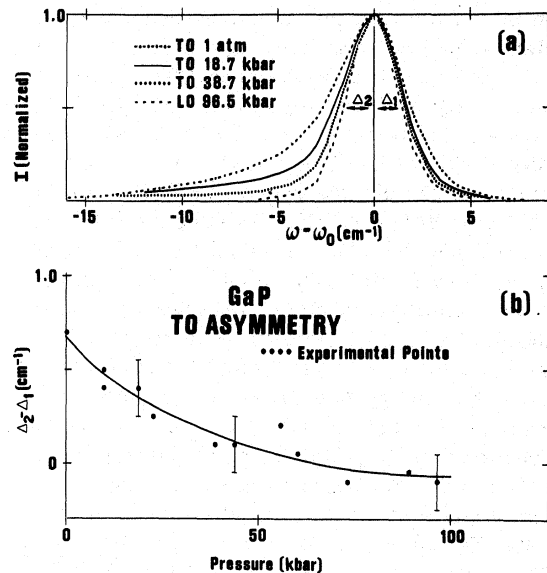 1.0
(a)
TO 1 atm
TO 18.7 kbar
TO 38.7 kbar
LO 96.5 kbar
I (Normalized)
Δ2 Δ1
-15 -10 -5 0 5
ω-ω0(cm-1)
1.0
(b)
GaP
TO ASYMMETRY
Experimental Points
Δ2-Δ1(cm-1)
0
0 50 100
Pressure (kbar)